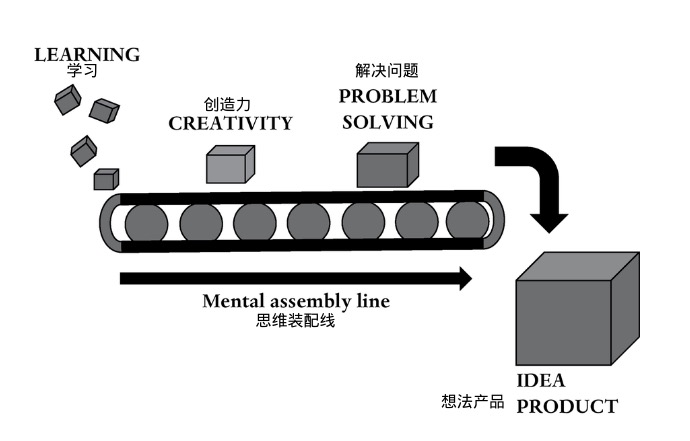 LEARNING
学习
创造力
CREATIVITY
解决问题
PROBLEM
SOLVING
Mental assembly line
思维装配线
IDEA
想法产品 PRODUCT